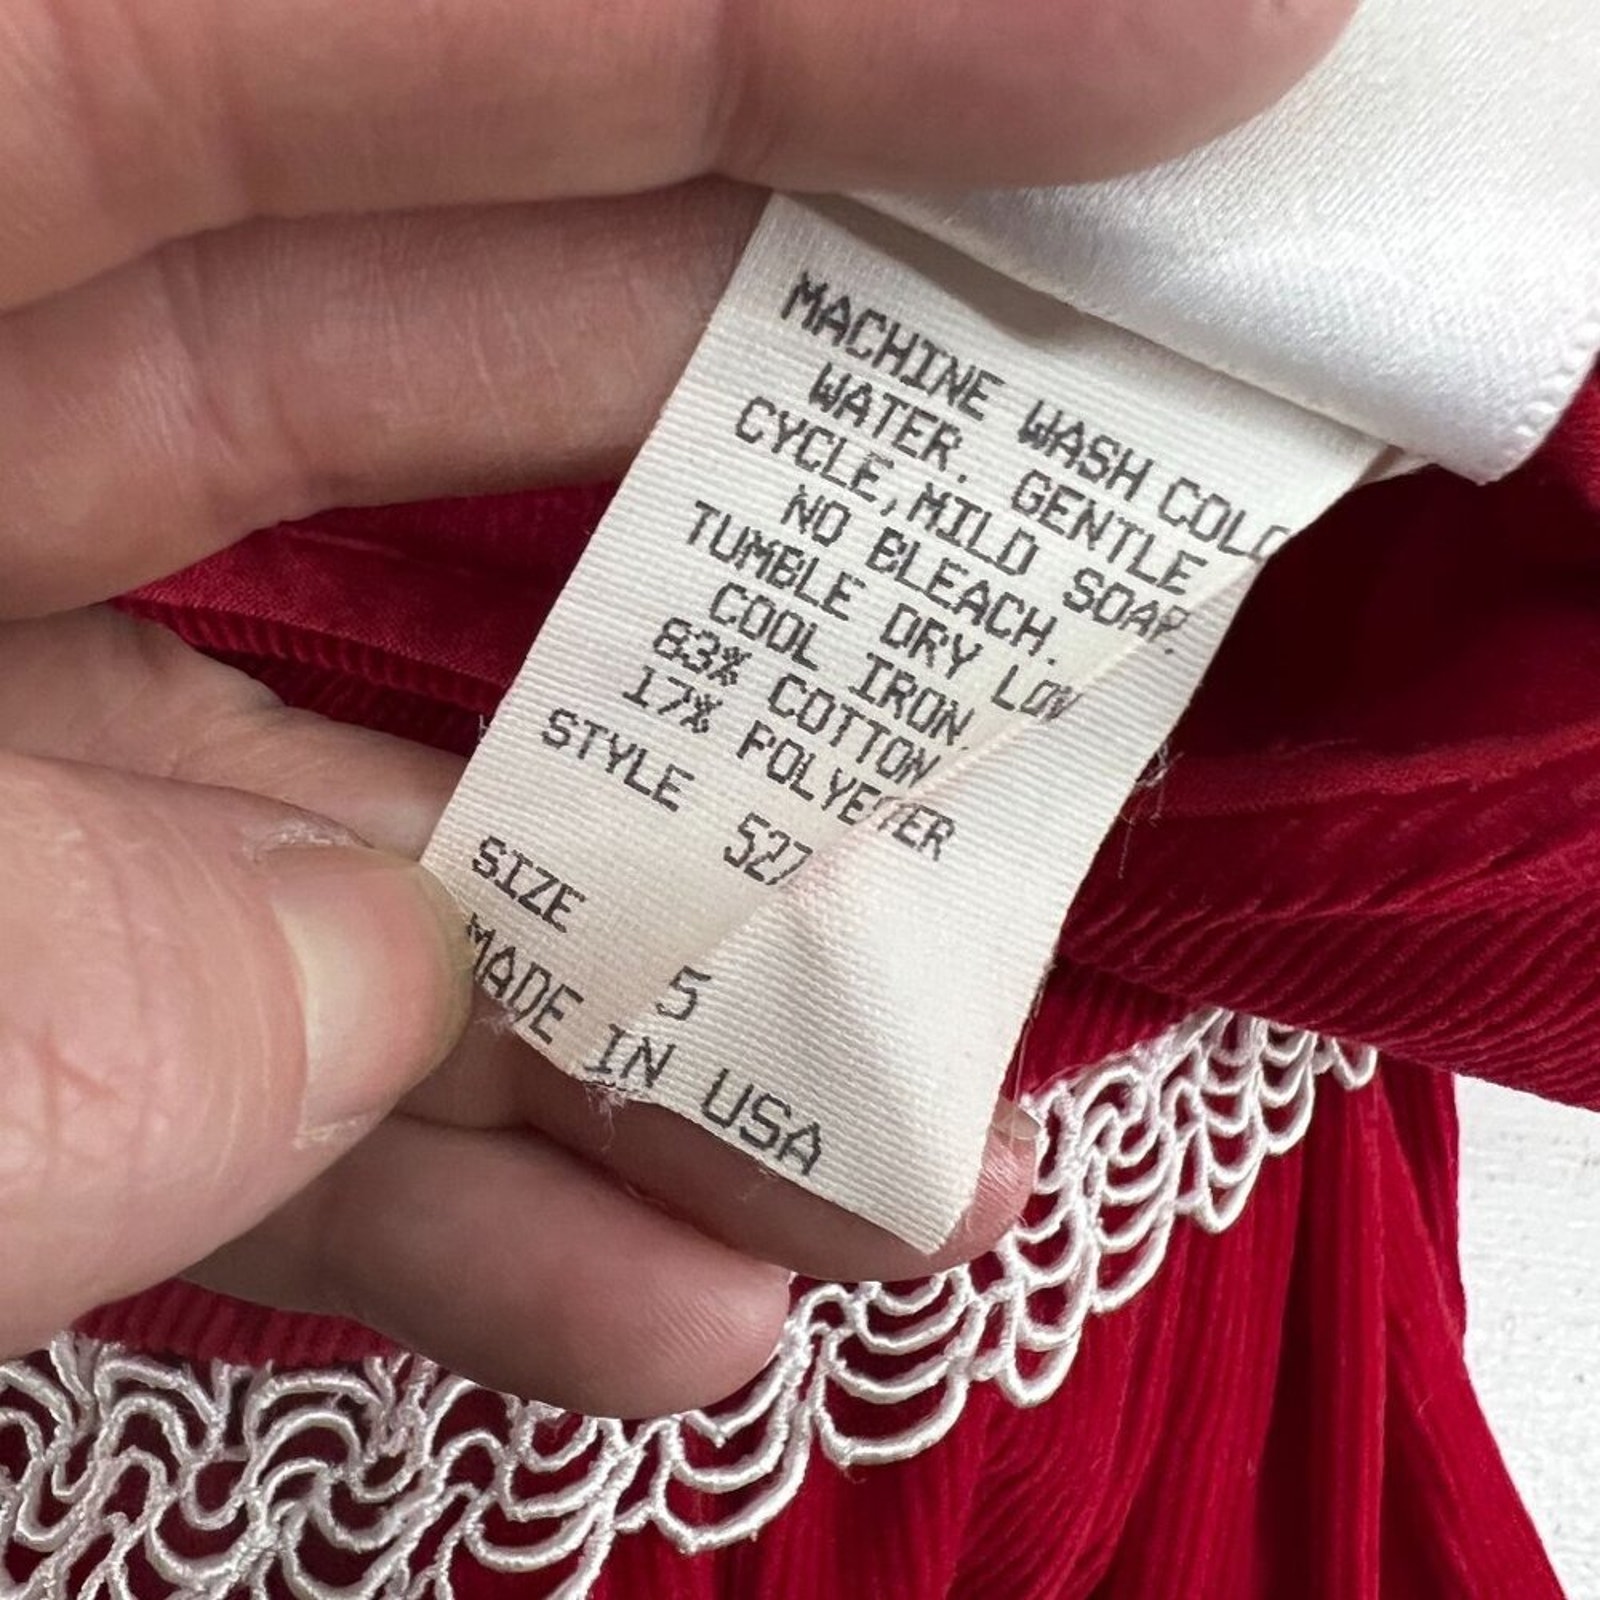 MACHINE WASH COLD
WATER. GENTLE
CYCLE, MILD SOAP.
NO BLEACH.
TUMBLE DRY LOW
COOL IRON.
83% COTTON
17% POLYESTER
STYLE 527
SIZE 5
MADE IN USA